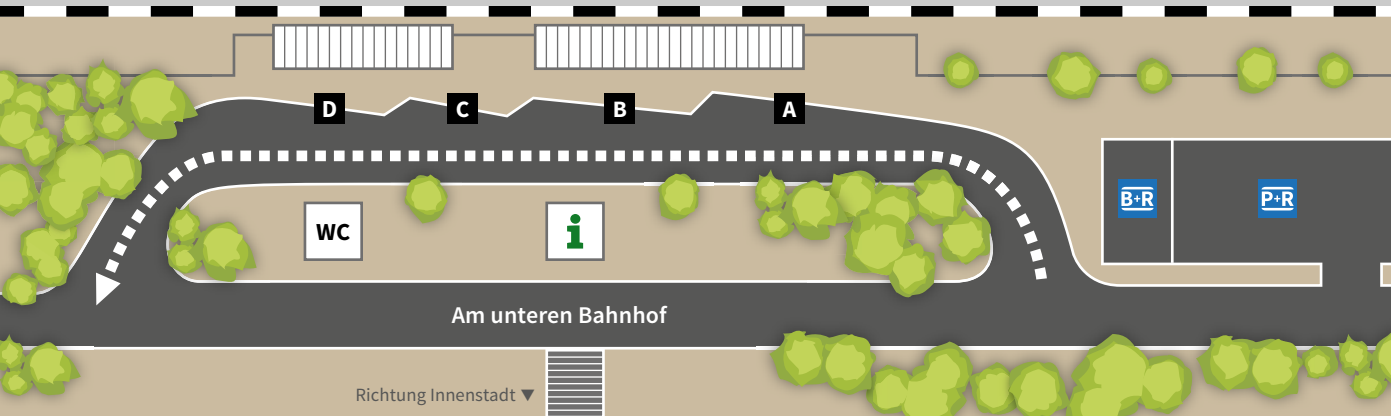 D
C
B
A
B+R
P+R
WC
i
Am unteren Bahnhof
Richtung Innenstadt ▼